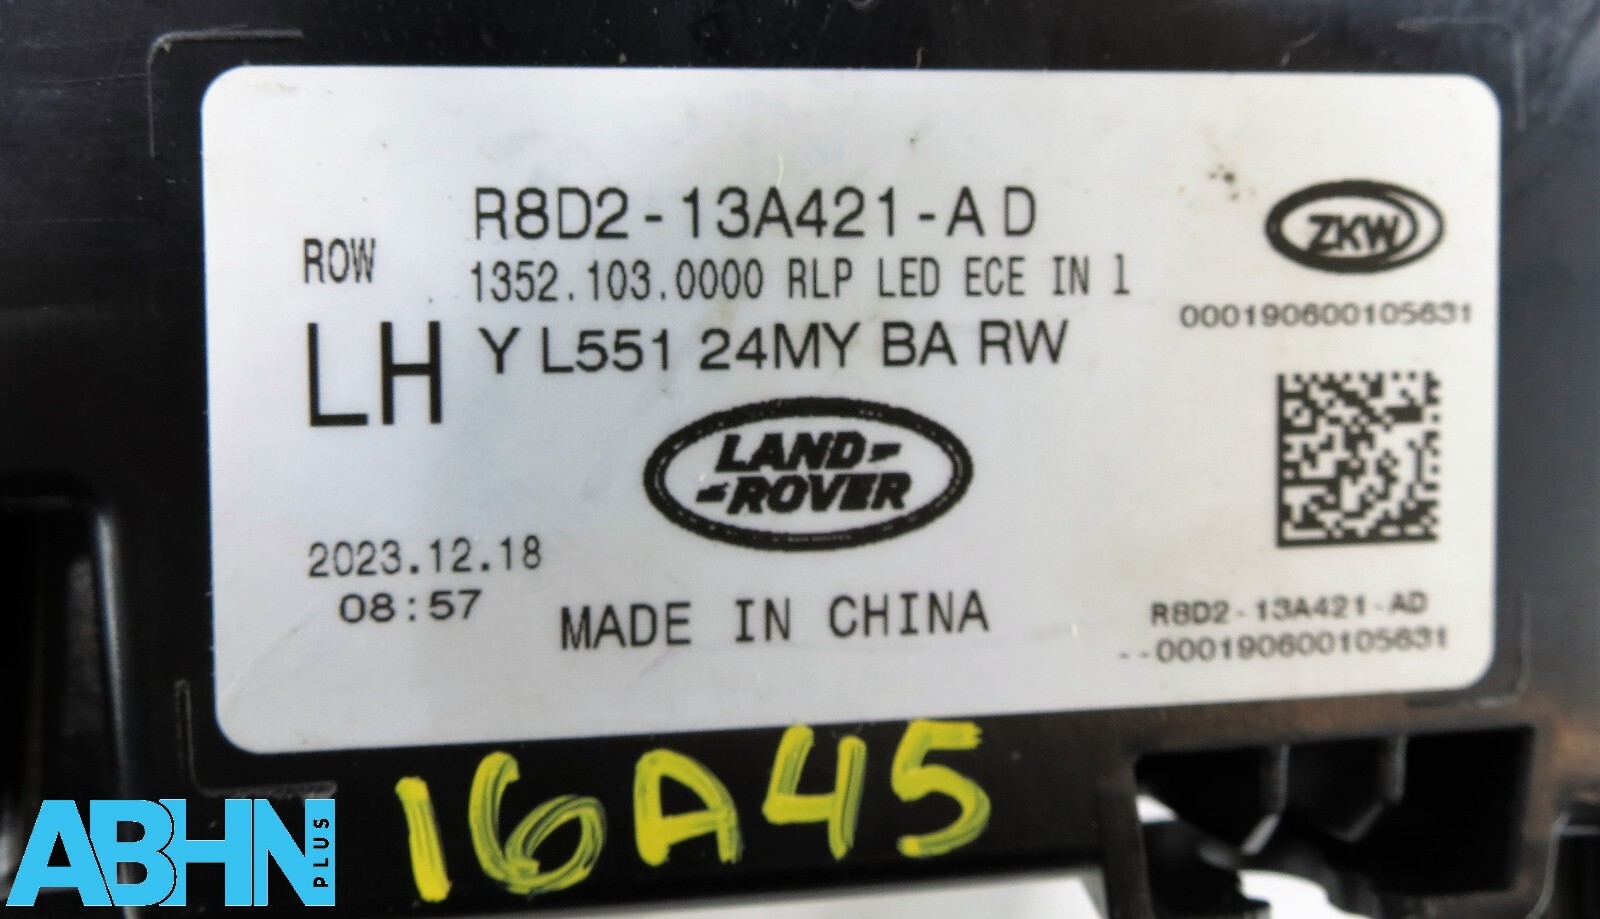 R8D2-13A421-AD
ROW
1352.103.0000 RLP LED ECE IN 1
LH
Y L551 24MY BA RW
ZKW
000190600105631
LAND-
-ROVER
2023.12.18
08:57
MADE IN CHINA
R8D2-13A421-AD
--000190600105631
16A45
ABHN
PLUS